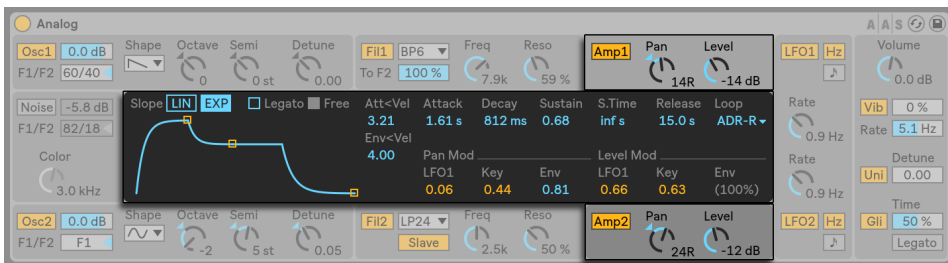 Analog A A S
Osc1 0.0 dB Shape Octave Semi Detune Fil1 BP6 Freq Reso Amp1 Pan Level LFO1 Hz Volume
F1/F2 60/40 0 0 st 0.00 To F2 100 % 7.9k 59 % 14R -14 dB 0.0 dB
Noise -5.8 dB Slope LIN EXP Legato Free Att<Vel Attack Decay Sustain S.Time Release Loop Rate Vib 0 %
F1/F2 82/18 3.21 1.61 s 812 ms 0.68 inf s 15.0 s ADR-R 0.9 Hz Rate 5.1 Hz
Env<Vel
Color 4.00 Pan Mod Level Mod Rate Detune
LFO1 Key Env LFO1 Key Env Uni 0.00
3.0 kHz 0.06 0.44 0.81 0.66 0.63 (100%) 0.9 Hz
Time
Osc2 0.0 dB Shape Octave Semi Detune Fil2 LP24 Freq Reso Amp2 Pan Level LFO2 Hz Gli 50 %
F1/F2 F1 -2 5 st 0.05 Slave 2.5k 50 % 24R -12 dB Legato